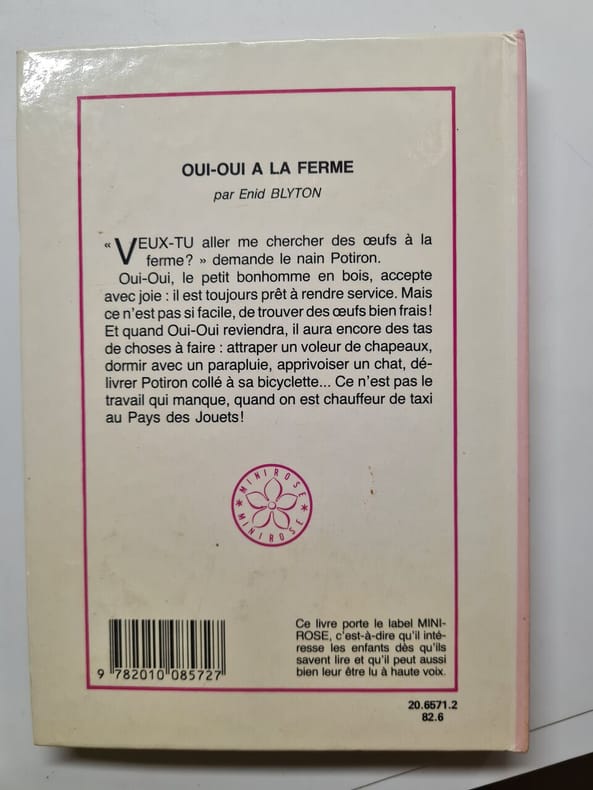 OUI-OUI A LA FERME
par Enid BLYTON
« VEUX-TU aller me chercher des œufs à la
ferme ? » demande le nain Potiron.
Oui-Oui, le petit bonhomme en bois, accepte
avec joie : il est toujours prêt à rendre service. Mais
ce n'est pas si facile, de trouver des œufs bien frais !
Et quand Oui-Oui reviendra, il aura encore des tas
de choses à faire : attraper un voleur de chapeaux,
dormir avec un parapluie, apprivoiser un chat, dé-
livrer Potiron collé à sa bicyclette... Ce n'est pas le
travail qui manque, quand on est chauffeur de taxi
au Pays des Jouets !
MINI ROSE
MINI ROSE
Ce livre porte le label MINI-
ROSE, c'est-à-dire qu'il inté-
resse les enfants dès qu'ils
savent lire et qu'il peut aussi
bien leur être lu à haute voix.
9 782010 085727
20.6571.2
82.6